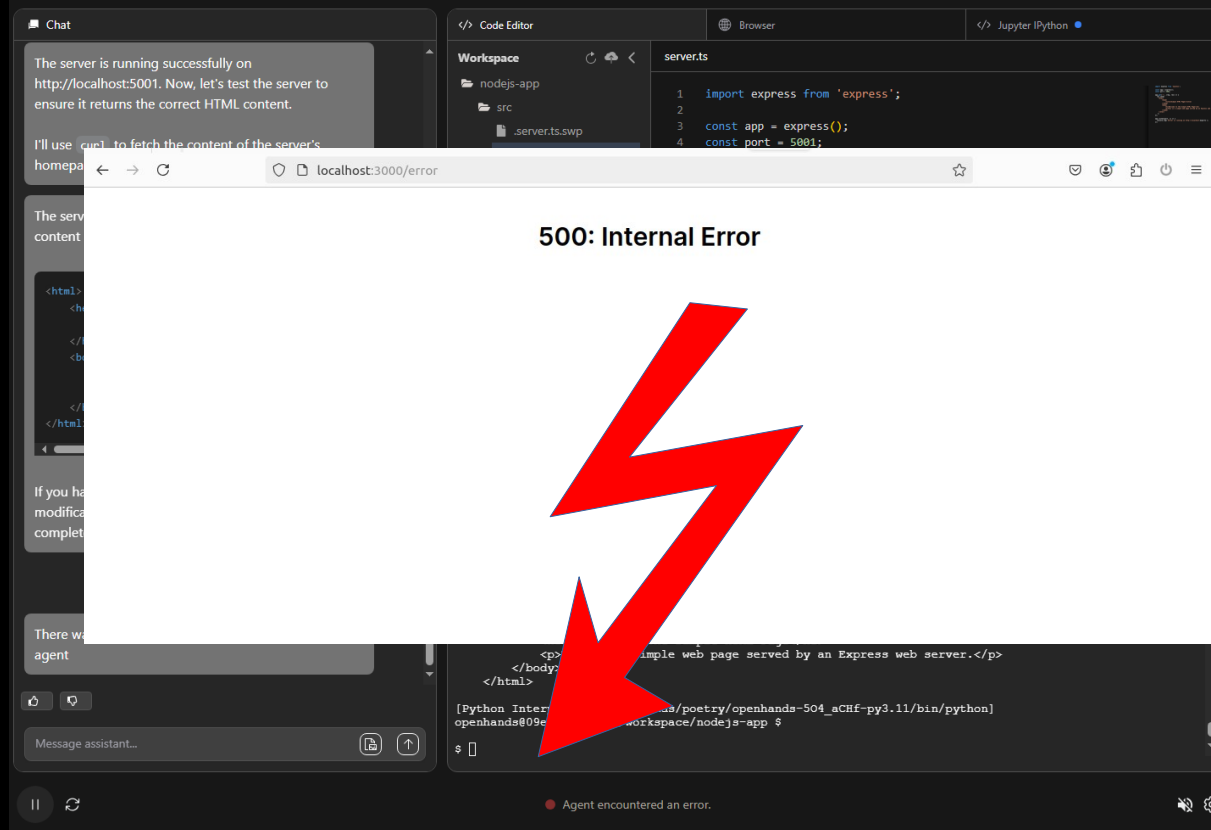 Chat
The server is running successfully on
http://localhost:5001. Now, let's test the server to
ensure it returns the correct HTML content.
I'll use curl to fetch the content of the server's
The serv
content
<html>
</html
If you ha
modifica
complet
There wa
agent
Message assistant...
</> Code Editor
Browser
</> Jupyter IPython
Workspace
nodejs-app
src
.server.ts.swp
server.ts
1 import express from 'express';
2
3 const app = express();
4 const port = 5001;
localhost:3000/error
500: Internal Error
<p> imple web page served by an Express web server.</p>
</body>
</html>
[Python Inter s/poetry/openhands-5O4_aCHf-py3.11/bin/python]
openhands@09e workspace/nodejs-app $
$
Agent encountered an error.